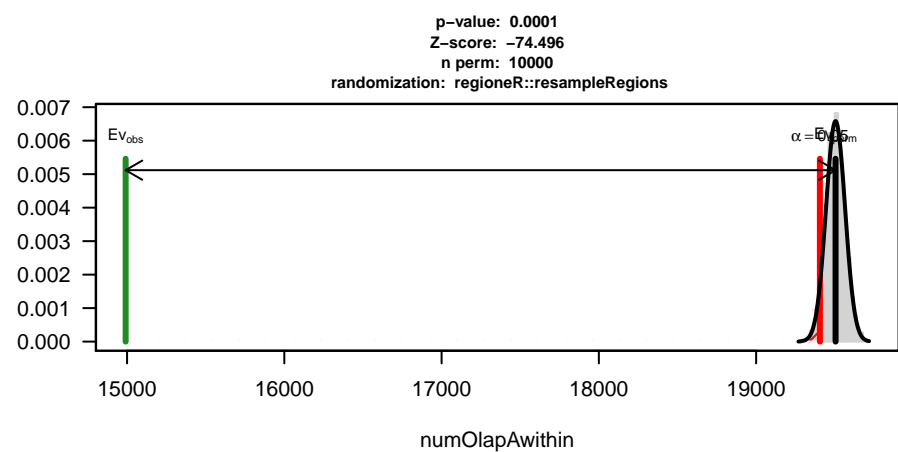 p−value: 0.0001
Z−score: −74.496
n perm: 10000
randomization: regioneR::resampleRegions
0.007
0.006
0.005
0.004
0.003
0.002
0.001
0.000
Evobs
α=
15000
16000
17000
18000
19000
numOlapAwithin